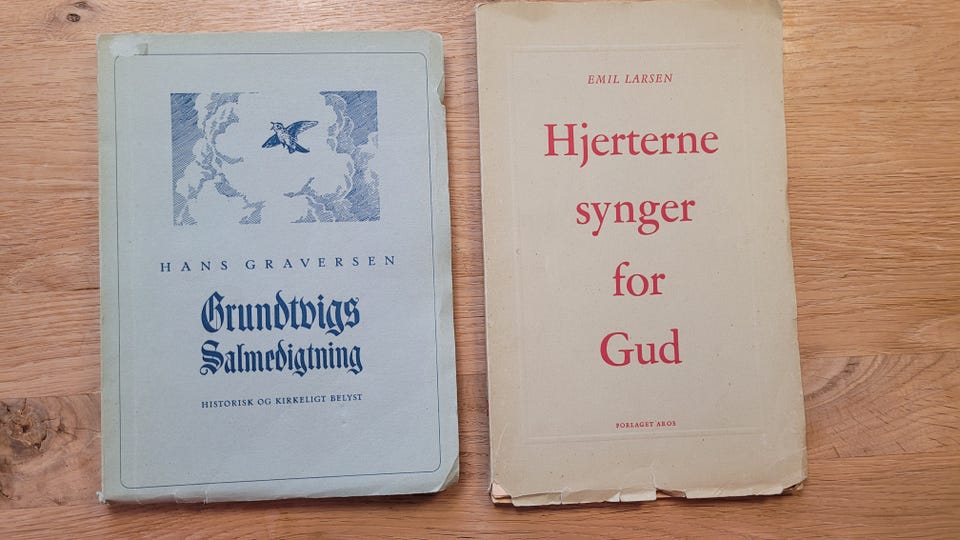 HANS GRAVERSEN
Grundtvigs
Salmedigtning
HISTORISK OG KIRKELIGT BELYST
EMIL LARSEN
Hjerterne
synger
for
Gud
FORLAGET AROS